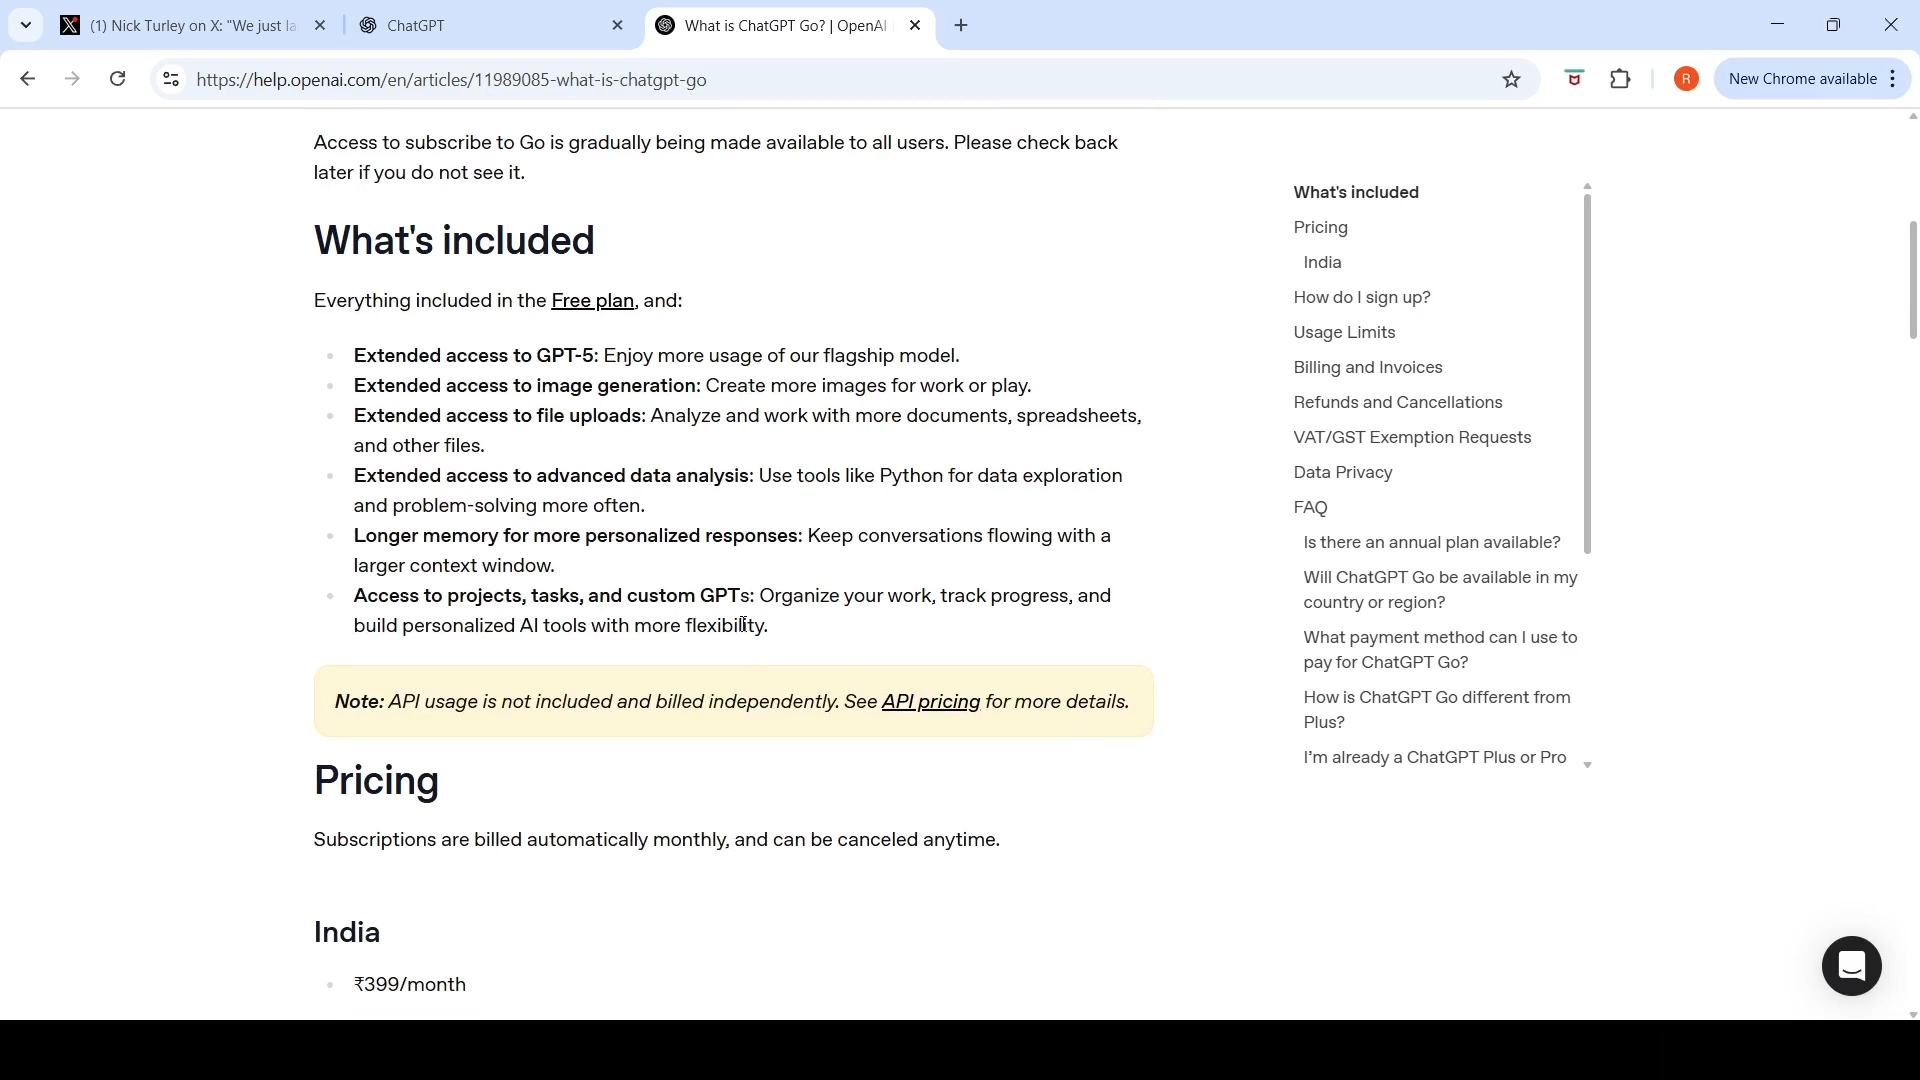 (1) Nick Turley on X: "We just la
ChatGPT
What is ChatGPT Go? | OpenAI
https://help.openai.com/en/articles/11989085-what-is-chatgpt-go
R
New Chrome available
Access to subscribe to Go is gradually being made available to all users. Please check back
later if you do not see it.
What's included
Everything included in the Free plan, and:
Extended access to GPT-5: Enjoy more usage of our flagship model.
Extended access to image generation: Create more images for work or play.
Extended access to file uploads: Analyze and work with more documents, spreadsheets,
and other files.
Extended access to advanced data analysis: Use tools like Python for data exploration
and problem-solving more often.
Longer memory for more personalized responses: Keep conversations flowing with a
larger context window.
Access to projects, tasks, and custom GPTs: Organize your work, track progress, and
build personalized AI tools with more flexibility.
Note: API usage is not included and billed independently. See API pricing for more details.
Pricing
Subscriptions are billed automatically monthly, and can be canceled anytime.
India
₹399/month
What's included
Pricing
India
How do I sign up?
Usage Limits
Billing and Invoices
Refunds and Cancellations
VAT/GST Exemption Requests
Data Privacy
FAQ
Is there an annual plan available?
Will ChatGPT Go be available in my
country or region?
What payment method can I use to
pay for ChatGPT Go?
How is ChatGPT Go different from
Plus?
I'm already a ChatGPT Plus or Pro